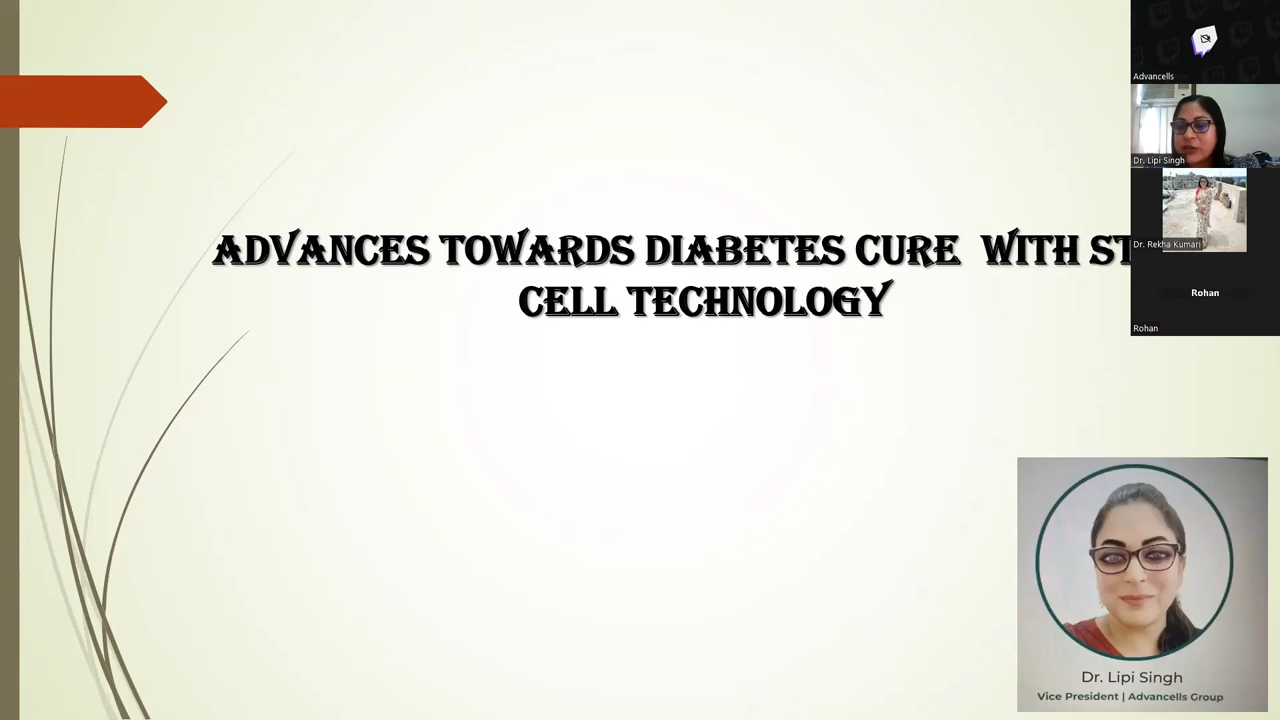 ADVANCES TOWARDS DIABETES CURE WITH
CELL TECHNOLOGY
Advancells
Dr. Lipi Singh
Dr. Rekha Kumari
Rohan
Rohan
Dr. Lipi Singh
Vice President | Advancells Group